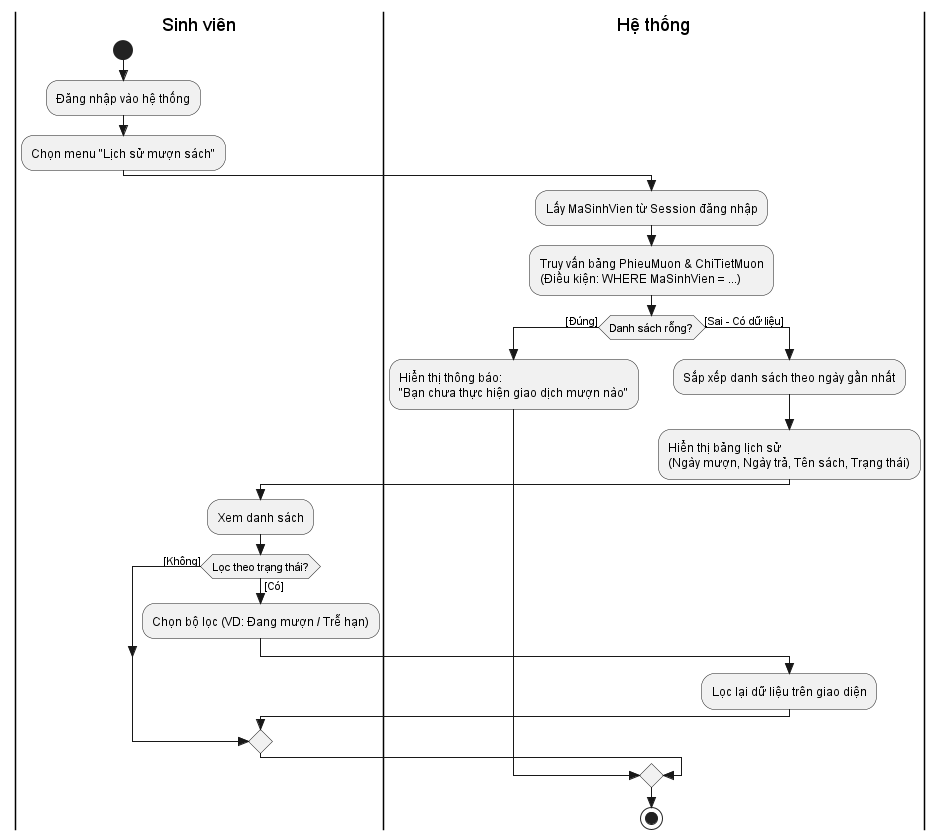 Sinh viên
Hệ thống
Đăng nhập vào hệ thống
Chọn menu "Lịch sử mượn sách"
Lấy MaSinhVien từ Session đăng nhập
Truy vấn bảng PhieuMuon & ChiTietMuon
(Điều kiện: WHERE MaSinhVien = ...)
Danh sách rỗng?
[Đúng]
[Sai - Có dữ liệu]
Hiển thị thông báo:
"Bạn chưa thực hiện giao dịch mượn nào"
Sắp xếp danh sách theo ngày gần nhất
Hiển thị bảng lịch sử
(Ngày mượn, Ngày trả, Tên sách, Trạng thái)
Xem danh sách
Lọc theo trạng thái?
[Không]
[Có]
Chọn bộ lọc (VD: Đang mượn / Trễ hạn)
Lọc lại dữ liệu trên giao diện